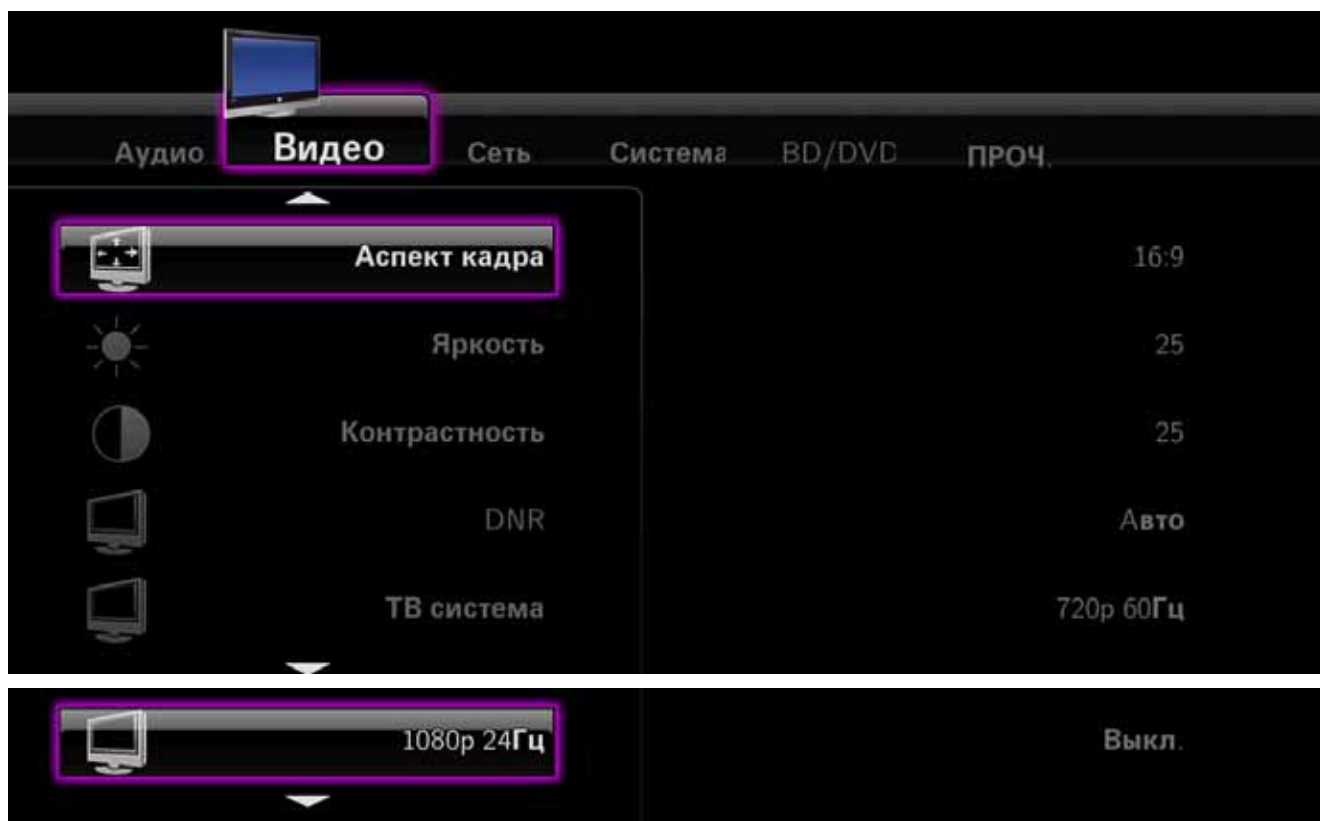 Аудио Видео Сеть Система BD/DVD ПРОЧ.
Аспект кадра 16:9
Яркость 25
Контрастность 25
DNR Авто
ТВ система 720p 60Гц
1080p 24Гц Выкл.